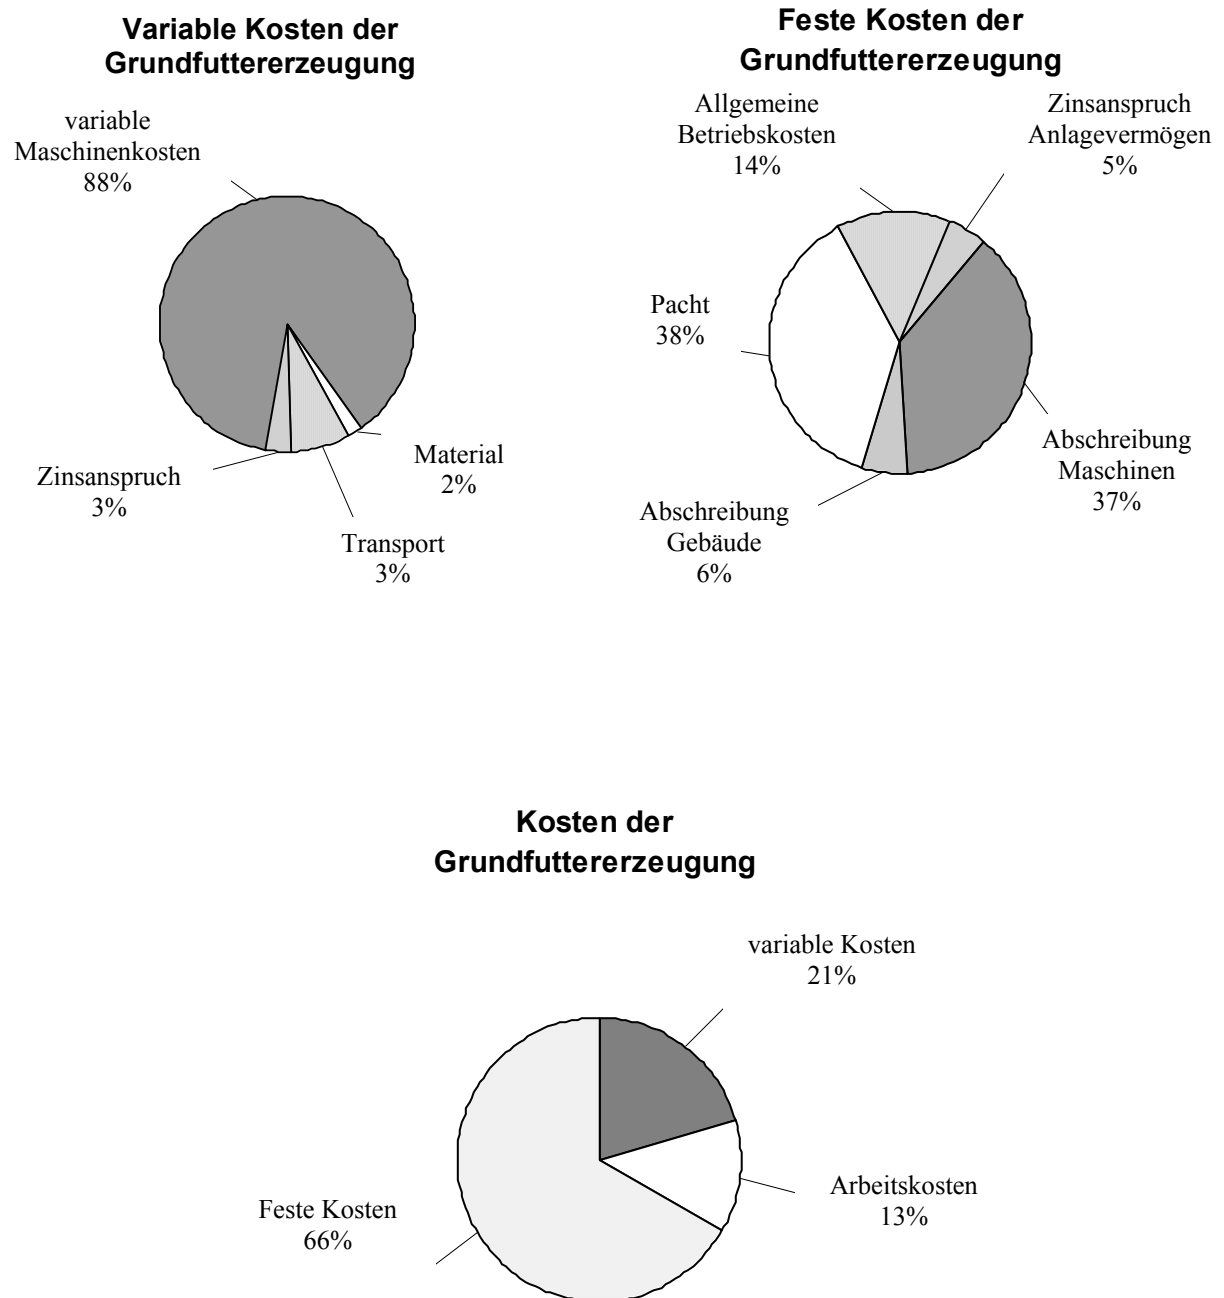 Variable Kosten der
Grundfuttererzeugung
variable
Maschinenkosten
88%
Zinsanspruch
3%
Transport
3%
Material
2%
Feste Kosten der
Grundfuttererzeugung
Allgemeine
Betriebskosten
14%
Zinsanspruch
Anlagevermögen
5%
Pacht
38%
Abschreibung
Maschinen
37%
Abschreibung
Gebäude
6%
Kosten der
Grundfuttererzeugung
variable Kosten
21%
Arbeitskosten
13%
Feste Kosten
66%